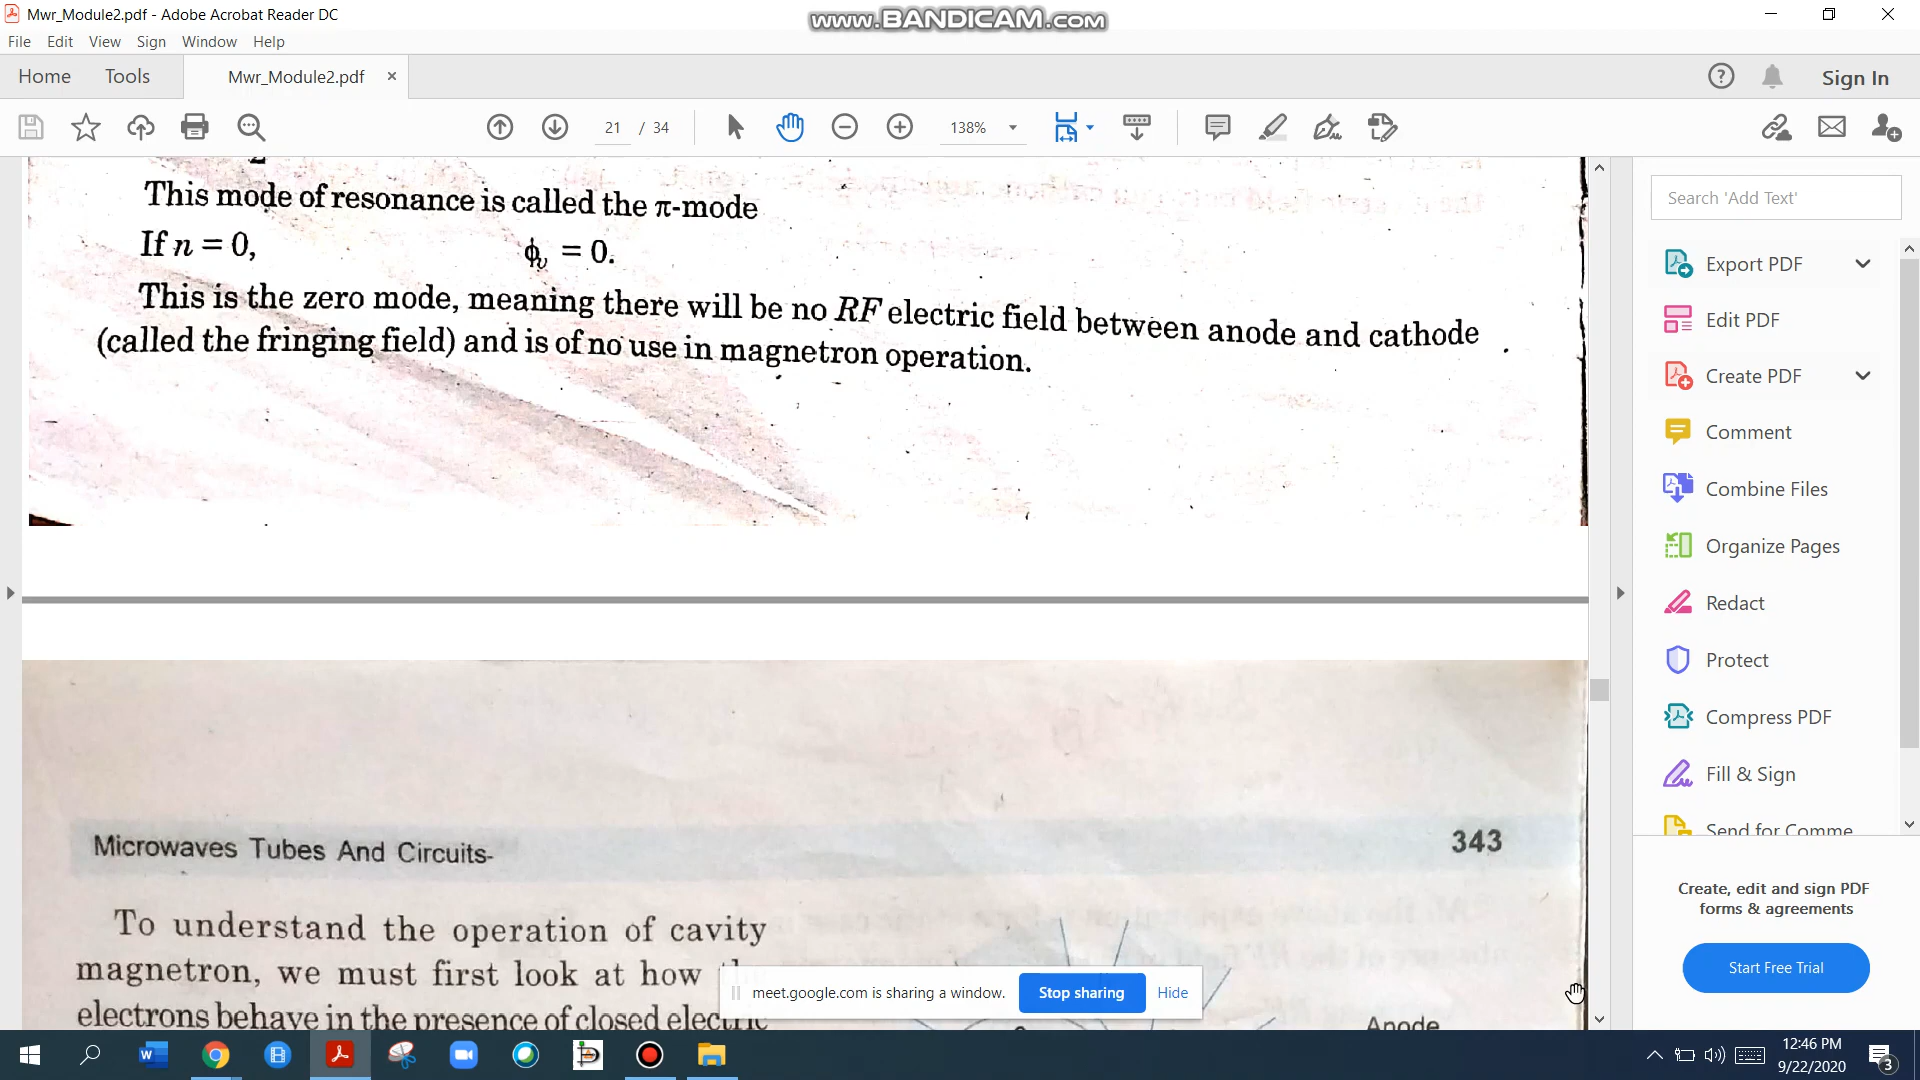 Mwr_Module2.pdf - Adobe Acrobat Reader DC
www.BANDICAM.com
File Edit View Sign Window Help
Home Tools Mwr_Module2.pdf × Sign In
21 / 34 138%
This mode of resonance is called the π-mode
If n = 0, ϕv = 0.
This is the zero mode, meaning there will be no RF electric field between anode and cathode
(called the fringing field) and is of no use in magnetron operation.
Microwaves Tubes And Circuits- 343
To understand the operation of cavity
magnetron, we must first look at how
electrons behave in the presence of closed electric
Anode
meet.google.com is sharing a window. Stop sharing Hide
Search 'Add Text'
Export PDF
Edit PDF
Create PDF
Comment
Combine Files
Organize Pages
Redact
Protect
Compress PDF
Fill & Sign
Send for Comme
Create, edit and sign PDF
forms & agreements
Start Free Trial
12:46 PM
9/22/2020
3